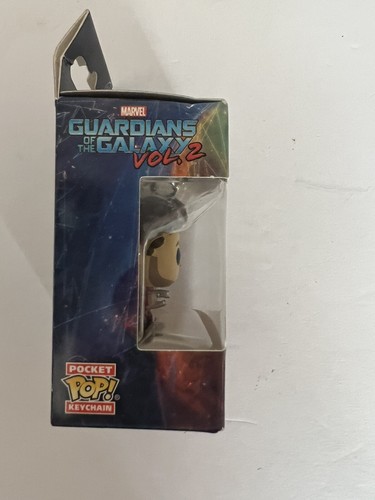 MARVEL
GUARDIANS
OF THE GALAXY
VOL. 2
POCKET
POP!®
KEYCHAIN